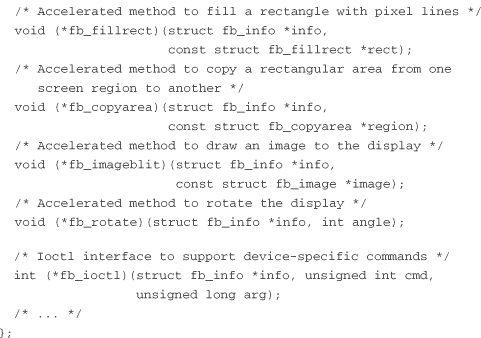 /* Accelerated method to fill a rectangle with pixel lines */
void (*fb_fillrect)(struct fb_info *info,
const struct fb_fillrect *rect);
/* Accelerated method to copy a rectangular area from one
screen region to another */
void (*fb_copyarea)(struct fb_info *info,
const struct fb_copyarea *region);
/* Accelerated method to draw an image to the display */
void (*fb_imageblit)(struct fb_info *info,
const struct fb_image *image);
/* Accelerated method to rotate the display */
void (*fb_rotate)(struct fb_info *info, int angle);
/* Ioctl interface to support device-specific commands */
int (*fb_ioctl)(struct fb_info *info, unsigned int cmd,
unsigned long arg);
/* ... */
};